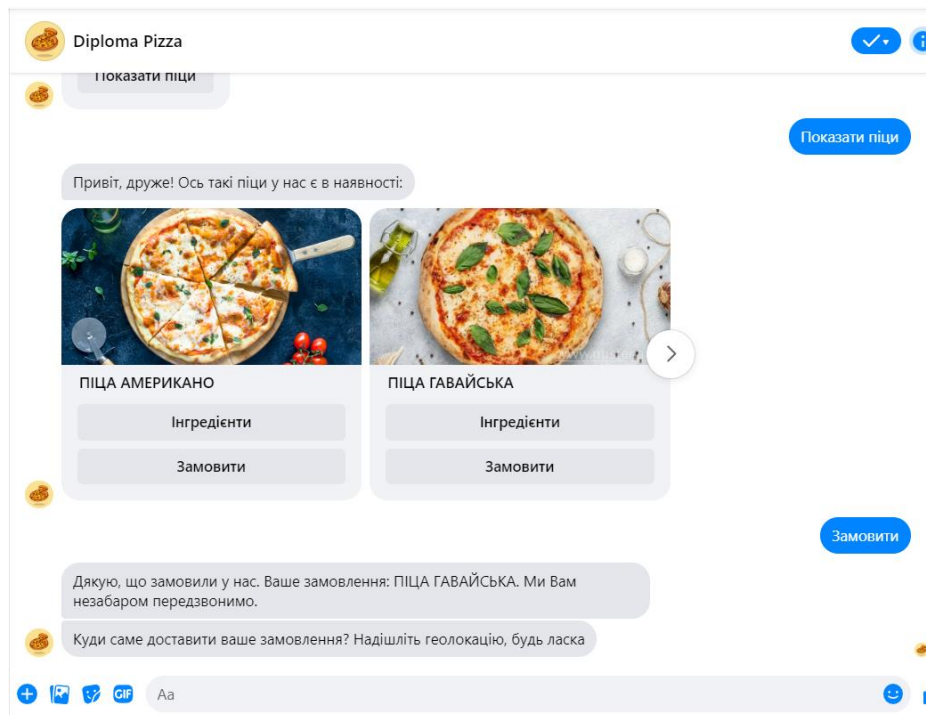 Diploma Pizza
Показати піци
Показати піци
Привіт, друже! Ось такі піци у нас є в наявності:
ПІЦА АМЕРИКАНО
ПІЦА ГАВАЙСЬКА
Інгредієнти
Інгредієнти
Замовити
Замовити
Замовити
Дякую, що замовили у нас. Ваше замовлення: ПІЦА ГАВАЙСЬКА. Ми Вам
незабаром передзвонимо.
Куди саме доставити ваше замовлення? Надішліть геолокацію, будь ласка
GIF
Aa